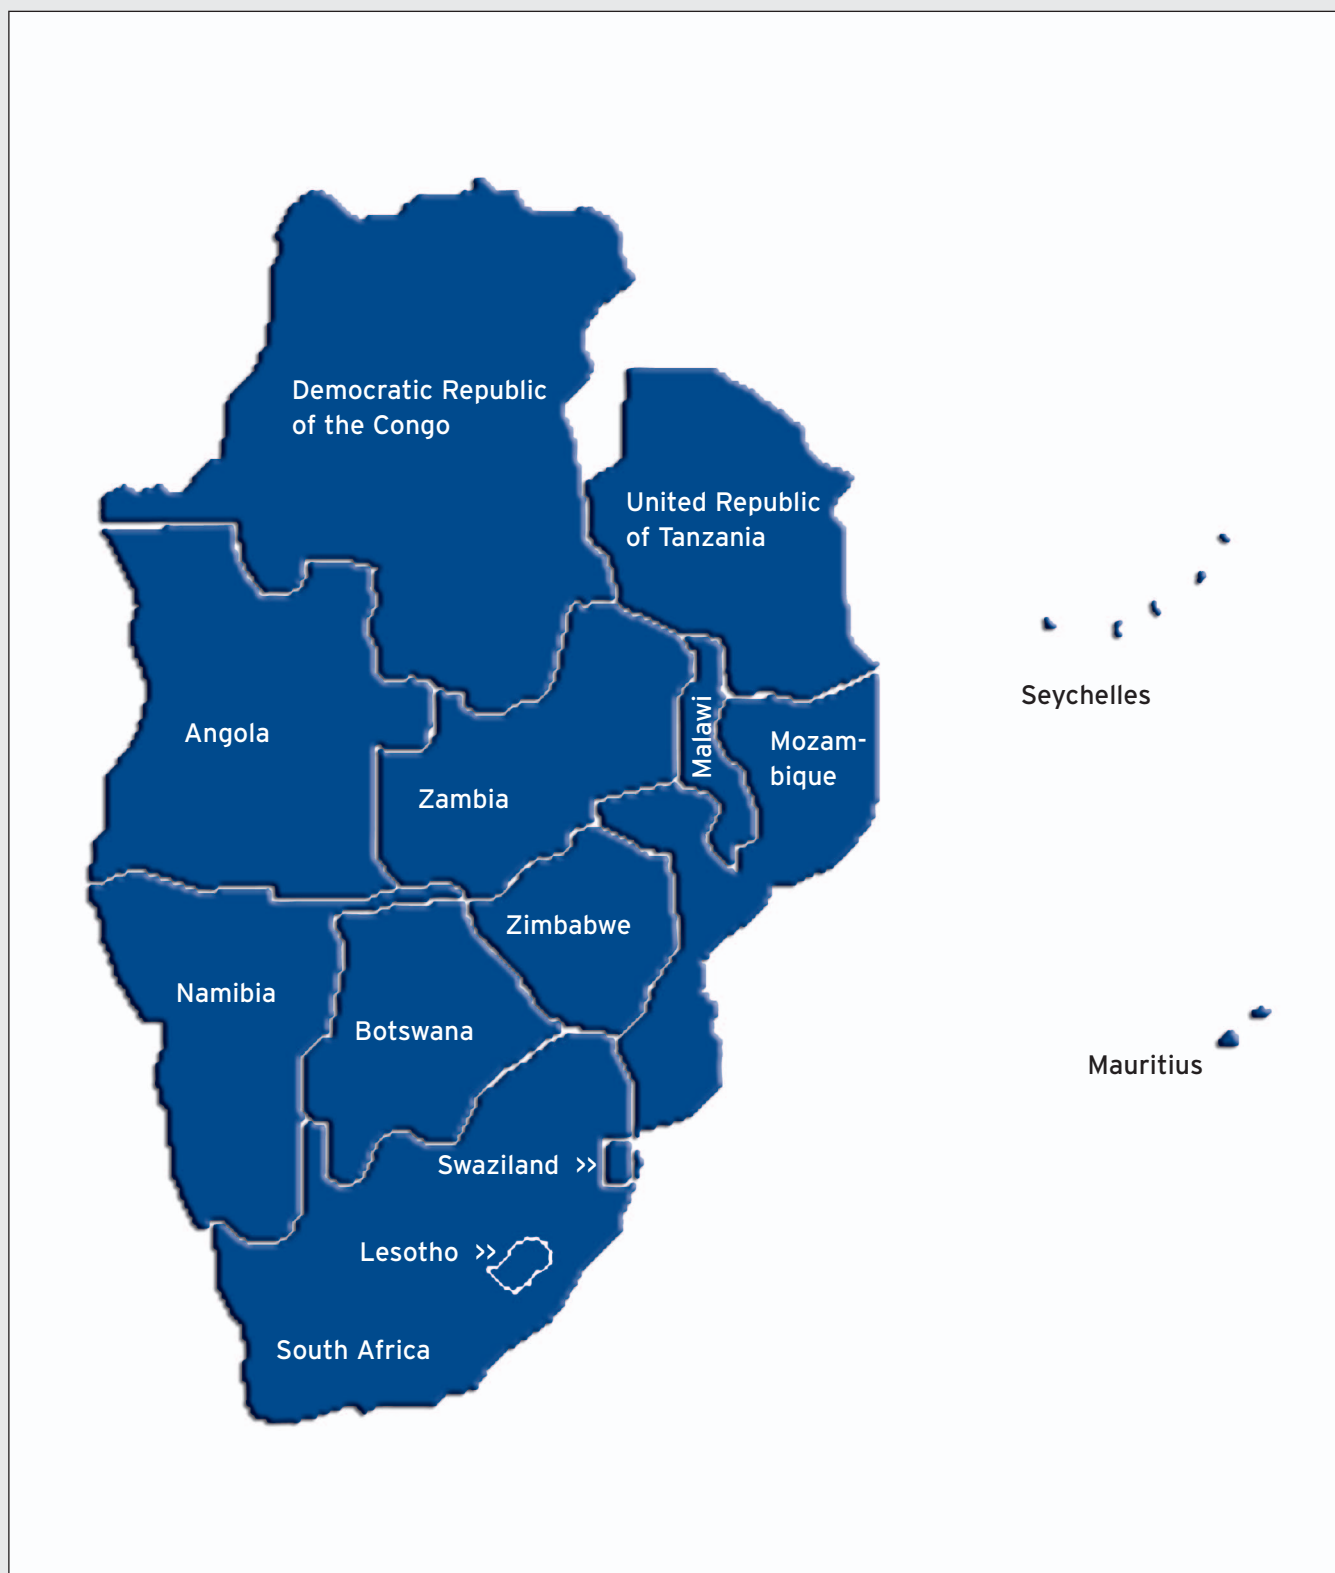 Democratic Republic
of the Congo
United Republic
of Tanzania
Seychelles
Malawi
Angola
Mozam-
bique
Zambia
Zimbabwe
Namibia
Botswana
Mauritius
Swaziland >>
Lesotho >>
South Africa